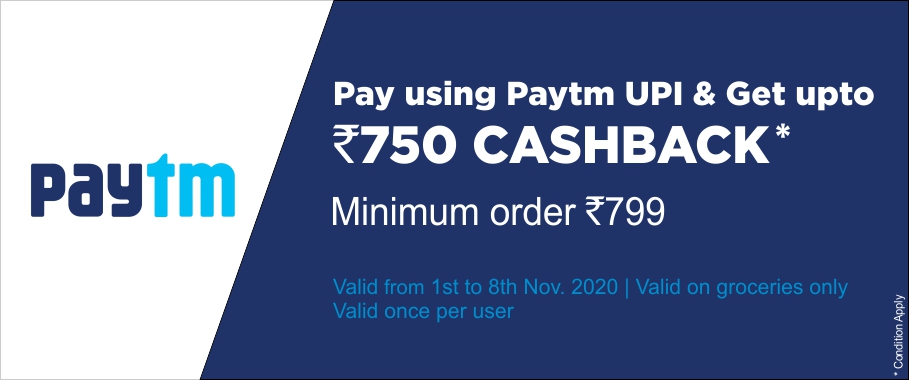 paytm
Pay using Paytm UPI & Get upto
₹750 CASHBACK*
Minimum order ₹799
Valid from 1st to 8th Nov. 2020 | Valid on groceries only
Valid once per user
* Condition Apply